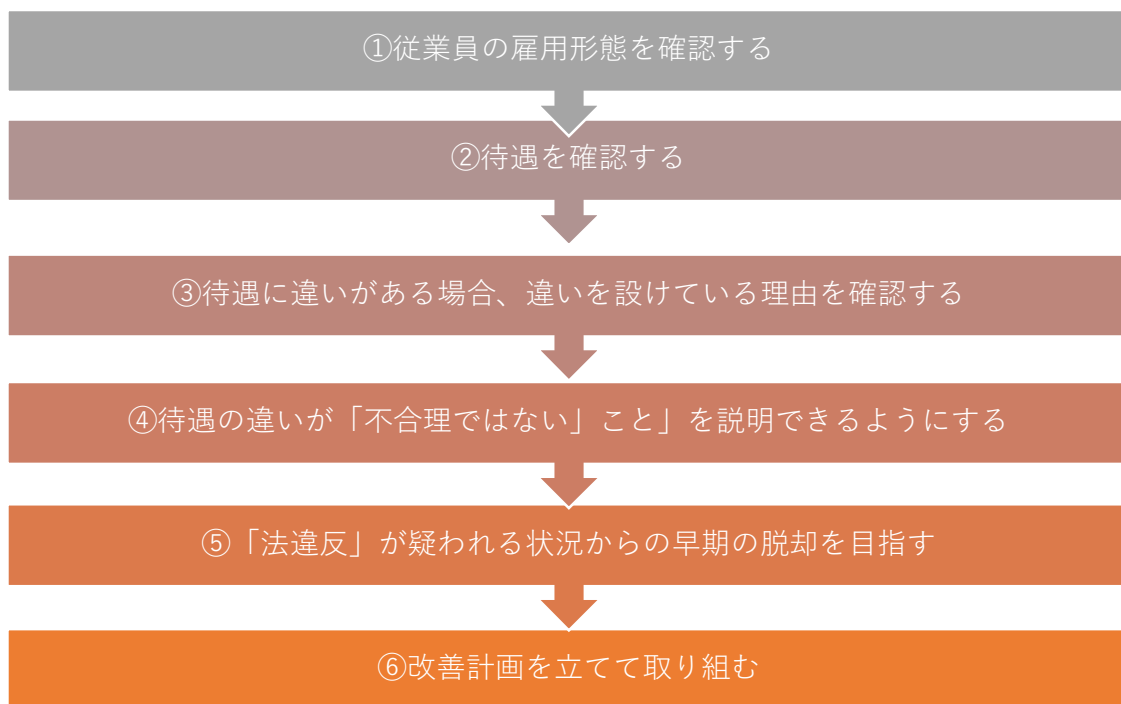 ①従業員の雇用形態を確認する
②待遇を確認する
③待遇に違いがある場合、違いを設けている理由を確認する
④待遇の違いが「不合理ではない」こと」を説明できるようにする
⑤「法違反」が疑われる状況からの早期の脱却を目指す
⑥改善計画を立てて取り組む